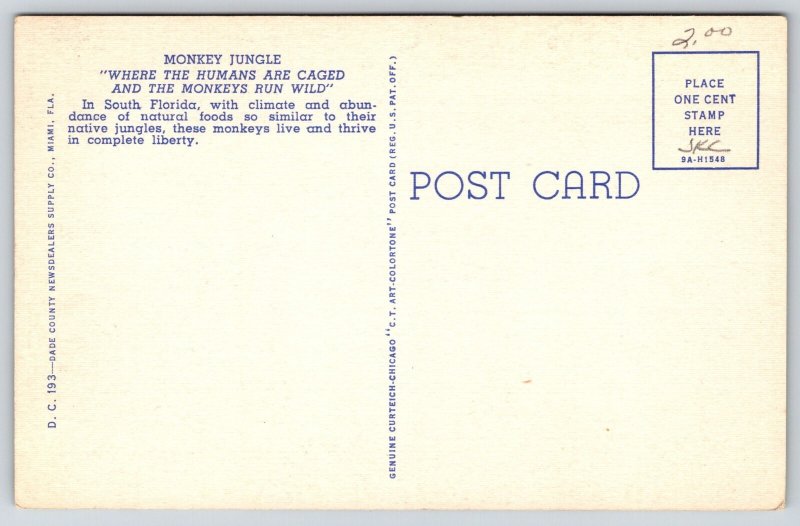 MONKEY JUNGLE
"WHERE THE HUMANS ARE CAGED
AND THE MONKEYS RUN WILD"
In South Florida, with climate and abun-
dance of natural foods so similar to their
native jungles, these monkeys live and thrive
in complete liberty.
D. C. 193—DADE COUNTY NEWSDEALERS SUPPLY CO., MIAMI, FLA.
GENUINE CURTEICH-CHICAGO "C.T. ART-COLORTONE" POST CARD (REG. U.S. PAT. OFF.)
POST CARD
2.00
PLACE
ONE CENT
STAMP
HERE
JKC
9A-H1548